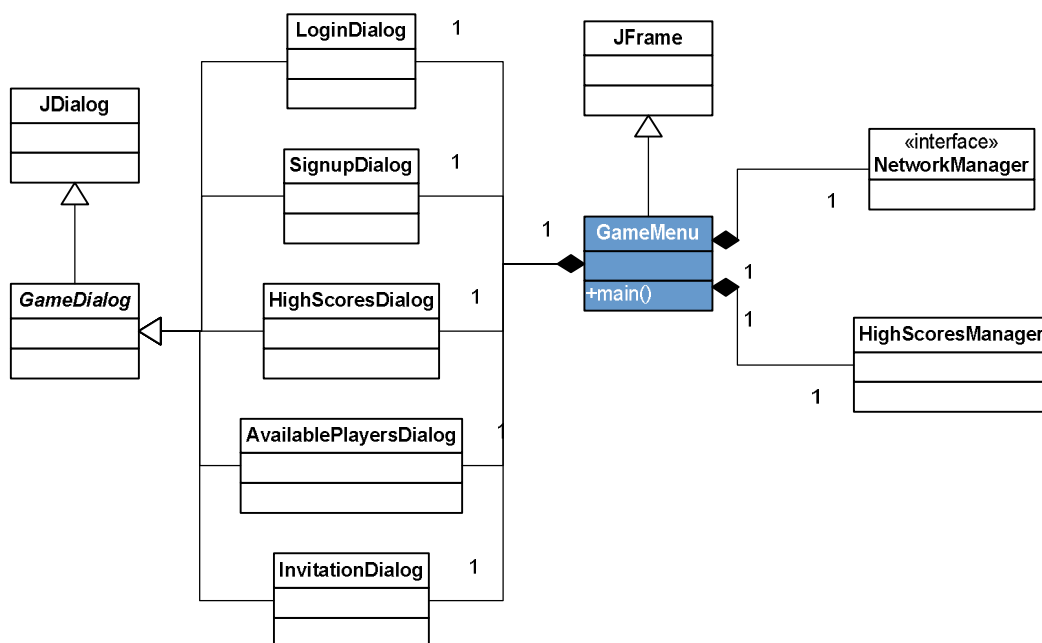 LoginDialog
1
JFrame
JDialog
«interface»
NetworkManager
SignupDialog
1
1
GameMenu
+main()
1
1
1
GameDialog
HighScoresDialog
1
HighScoresManager
1
AvailablePlayersDialog
1
InvitationDialog
1